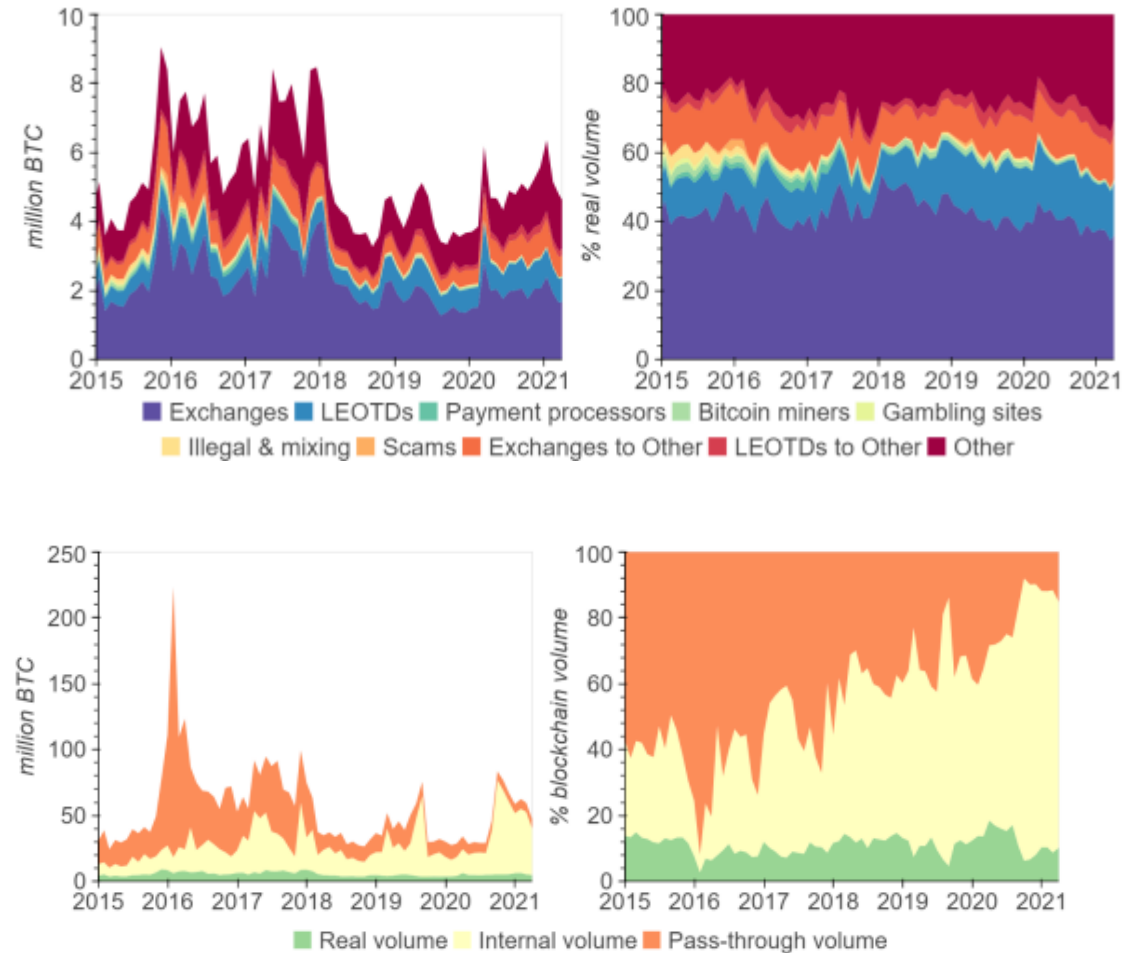 10
8
6
4
2
0
million BTC
2015 2016 2017 2018 2019 2020 2021
100
80
60
40
20
0
% real volume
2015 2016 2017 2018 2019 2020 2021
Exchanges LEOTDs Payment processors Bitcoin miners Gambling sites
Illegal & mixing Scams Exchanges to Other LEOTDs to Other Other
250
200
150
100
50
0
million BTC
2015 2016 2017 2018 2019 2020 2021
100
80
60
40
20
0
% blockchain volume
2015 2016 2017 2018 2019 2020 2021
Real volume Internal volume Pass-through volume